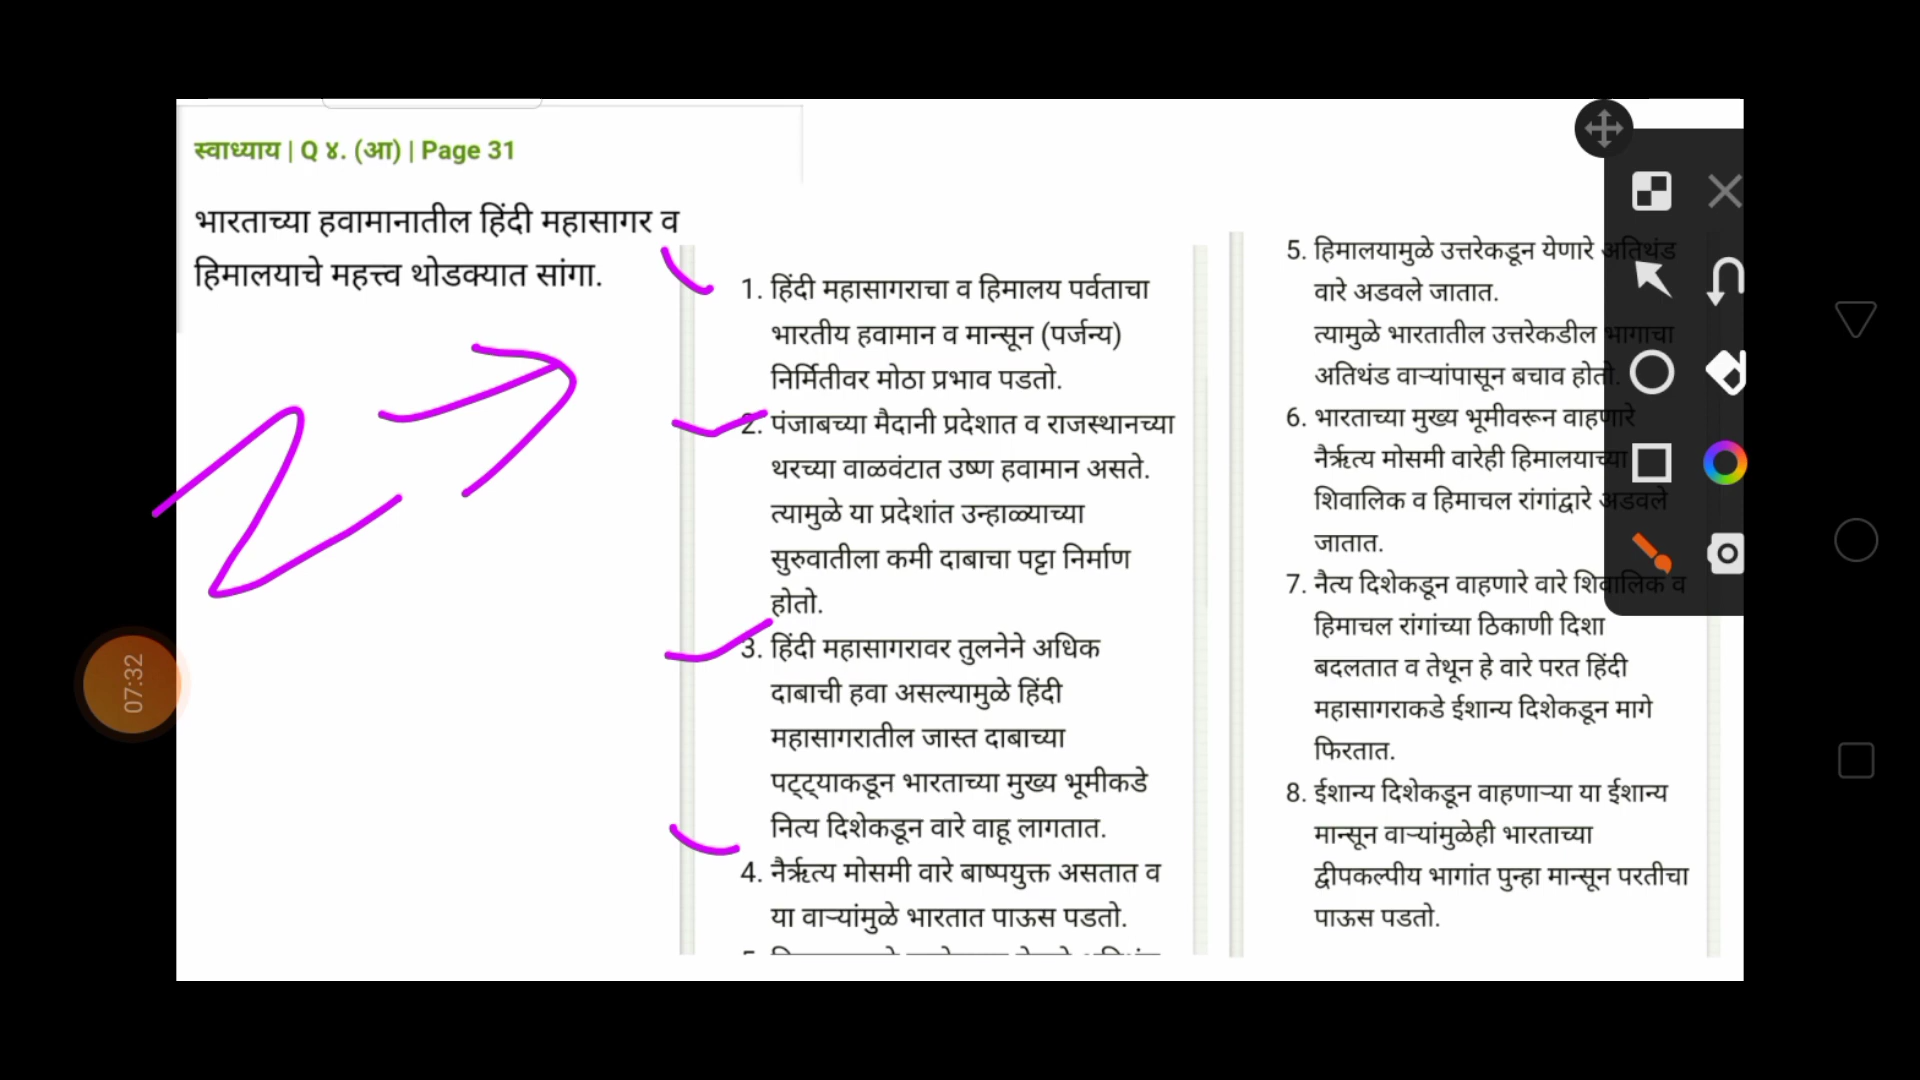 स्वाध्याय | Q ४. (आ) | Page 31
भारताच्या हवामानातील हिंदी महासागर व
हिमालयाचे महत्त्व थोडक्यात सांगा.
1. हिंदी महासागराचा व हिमालय पर्वताचा
भारतीय हवामान व मान्सून (पर्जन्य)
निर्मितीवर मोठा प्रभाव पडतो.
2. पंजाबच्या मैदानी प्रदेशात व राजस्थानच्या
थरच्या वाळवंटात उष्ण हवामान असते.
त्यामुळे या प्रदेशांत उन्हाळ्याच्या
सुरुवातीला कमी दाबाचा पट्टा निर्माण
होतो.
3. हिंदी महासागरावर तुलनेने अधिक
दाबाची हवा असल्यामुळे हिंदी
महासागरातील जास्त दाबाच्या
पट्ट्याकडून भारताच्या मुख्य भूमीकडे
नित्य दिशेकडून वारे वाहू लागतात.
4. नैर्ऋत्य मोसमी वारे बाष्पयुक्त असतात व
या वाऱ्यांमुळे भारतात पाऊस पडतो.
5. हिमालयामुळे उत्तरेकडून येणारे अतिथंड
वारे अडवले जातात.
त्यामुळे भारतातील उत्तरेकडील भागाचा
अतिथंड वाऱ्यांपासून बचाव होतो.
6. भारताच्या मुख्य भूमीवरून वाहणारे
नैर्ऋत्य मोसमी वारेही हिमालयाच्या
शिवालिक व हिमाचल रांगांद्वारे अडवले
जातात.
7. नैत्य दिशेकडून वाहणारे वारे शिवालिक व
हिमाचल रांगांच्या ठिकाणी दिशा
बदलतात व तेथून हे वारे परत हिंदी
महासागराकडे ईशान्य दिशेकडून मागे
फिरतात.
8. ईशान्य दिशेकडून वाहणाऱ्या या ईशान्य
मान्सून वाऱ्यांमुळेही भारताच्या
द्वीपकल्पीय भागांत पुन्हा मान्सून परतीचा
पाऊस पडतो.
07:32